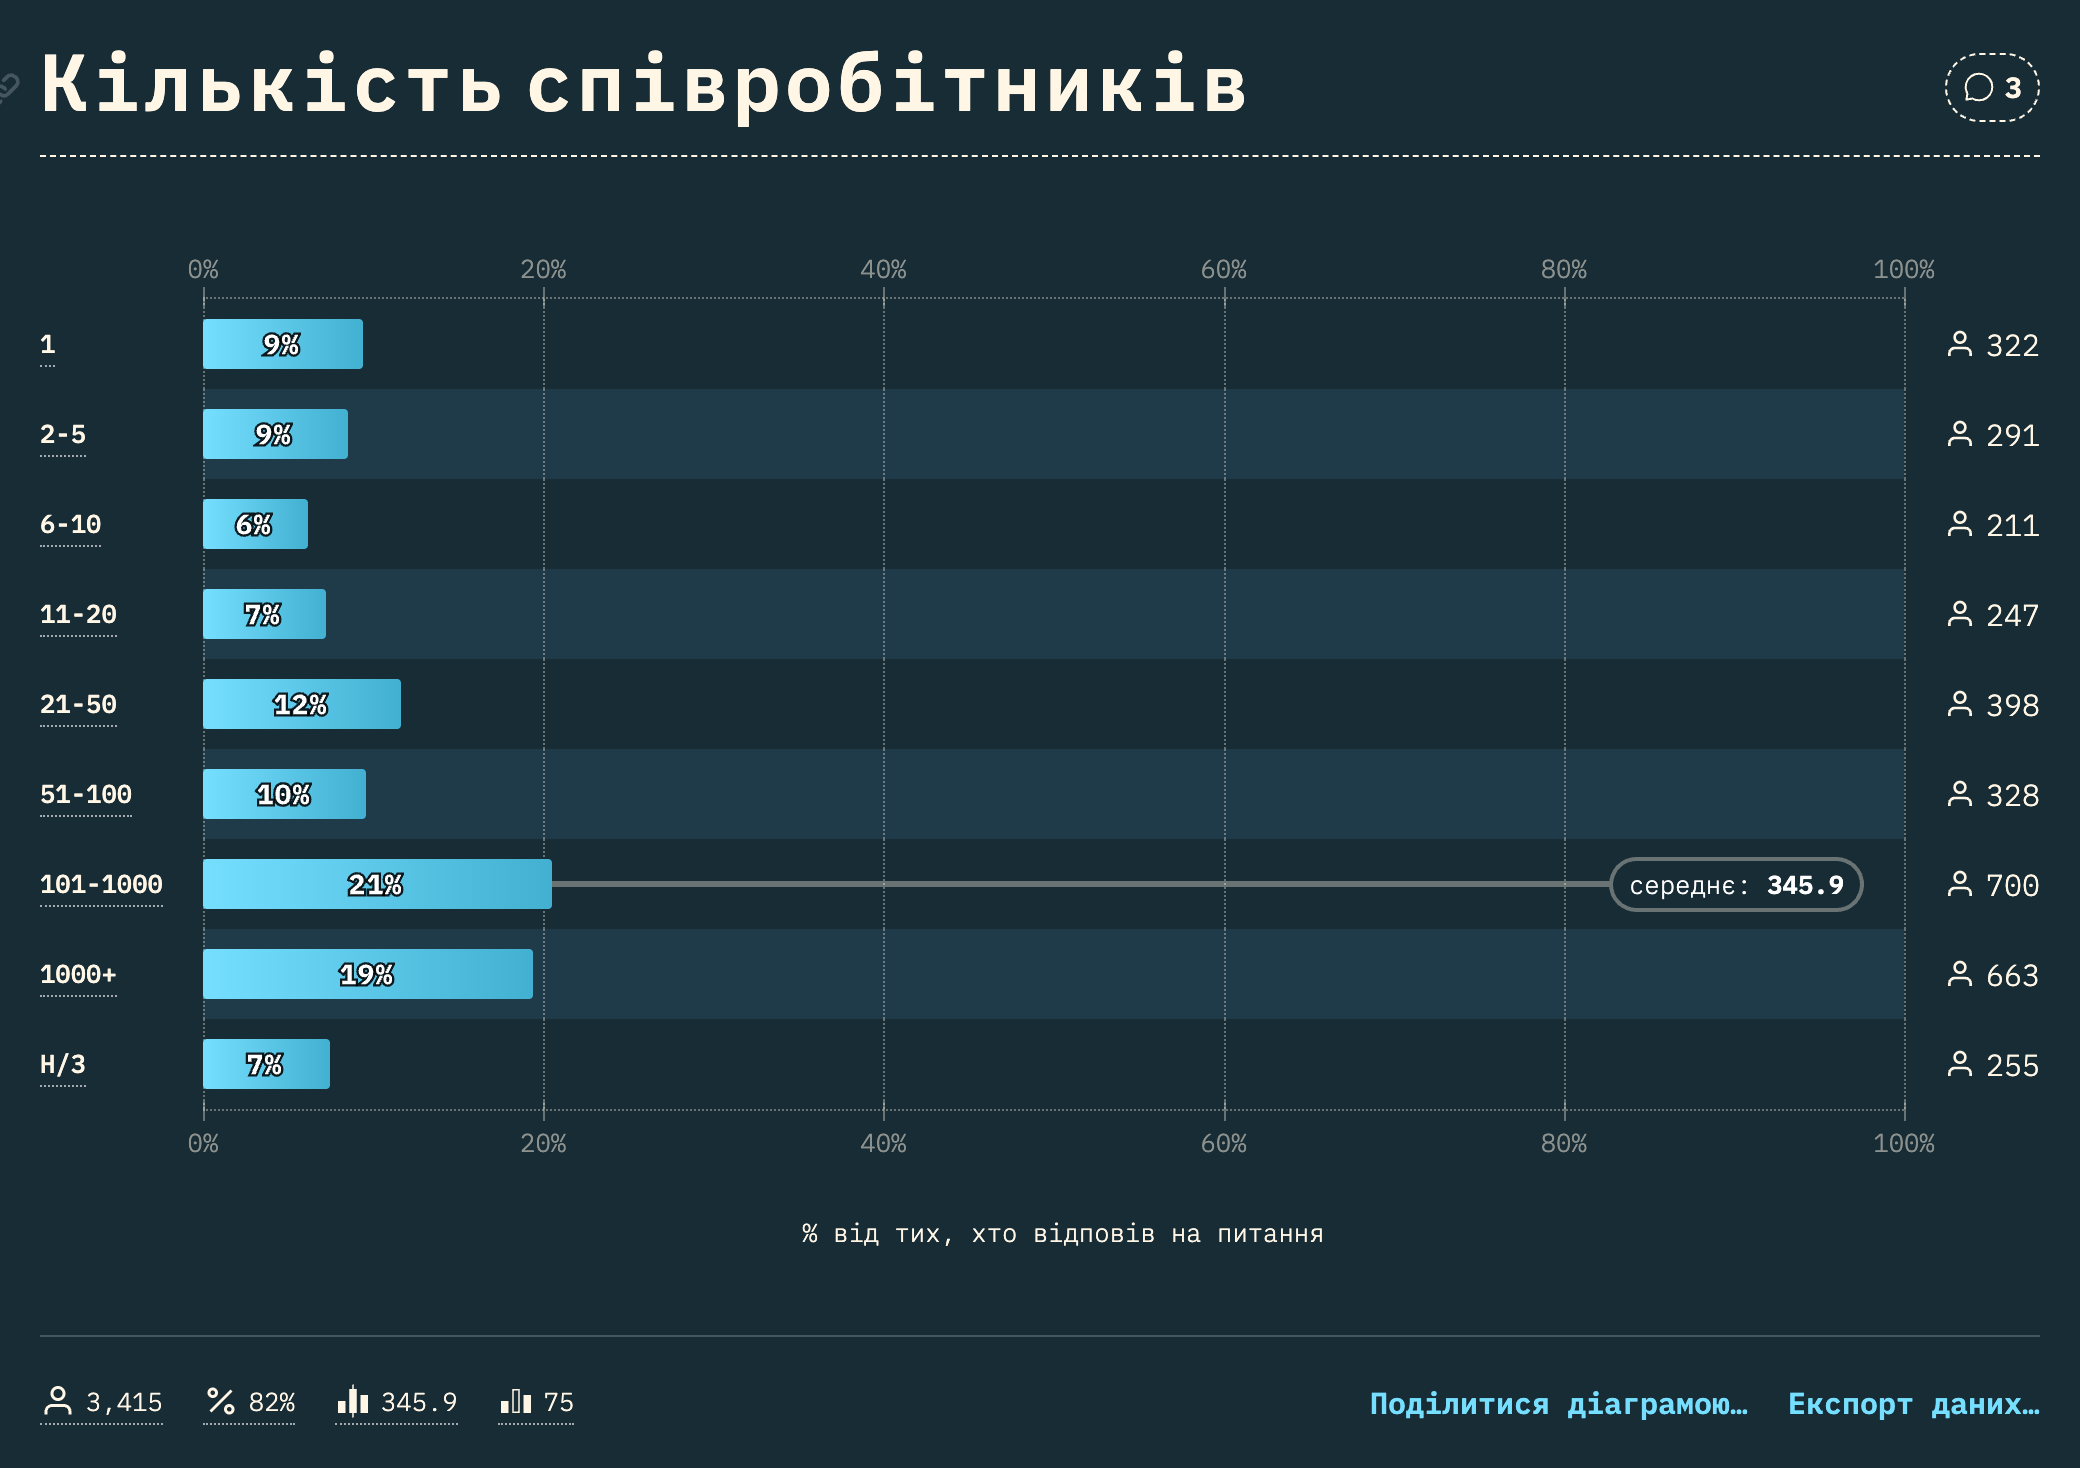 Кількість співробітників
3
0% 20% 40% 60% 80% 100%
1 9% 322
2-5 9% 291
6-10 6% 211
11-20 7% 247
21-50 12% 398
51-100 10% 328
101-1000 21% середнє: 345.9 700
1000+ 19% 663
Н/З 7% 255
0% 20% 40% 60% 80% 100%
% від тих, хто відповів на питання
3,415 % 82% 345.9 75 Поділитися діаграмою… Експорт даних…